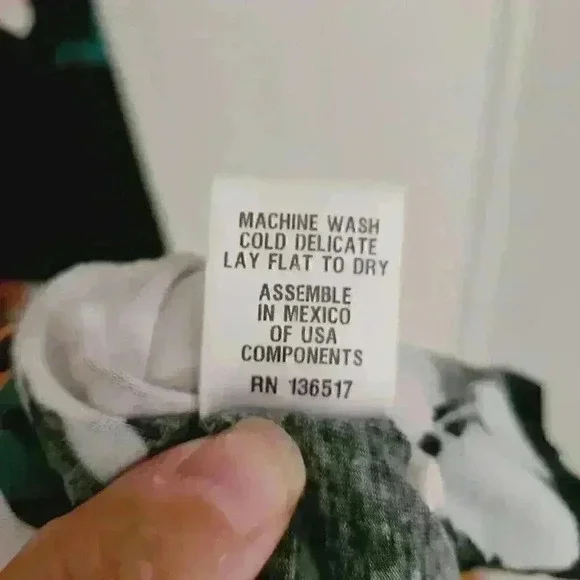 MACHINE WASH
COLD DELICATE
LAY FLAT TO DRY
ASSEMBLE
IN MEXICO
OF USA
COMPONENTS
RN 136517